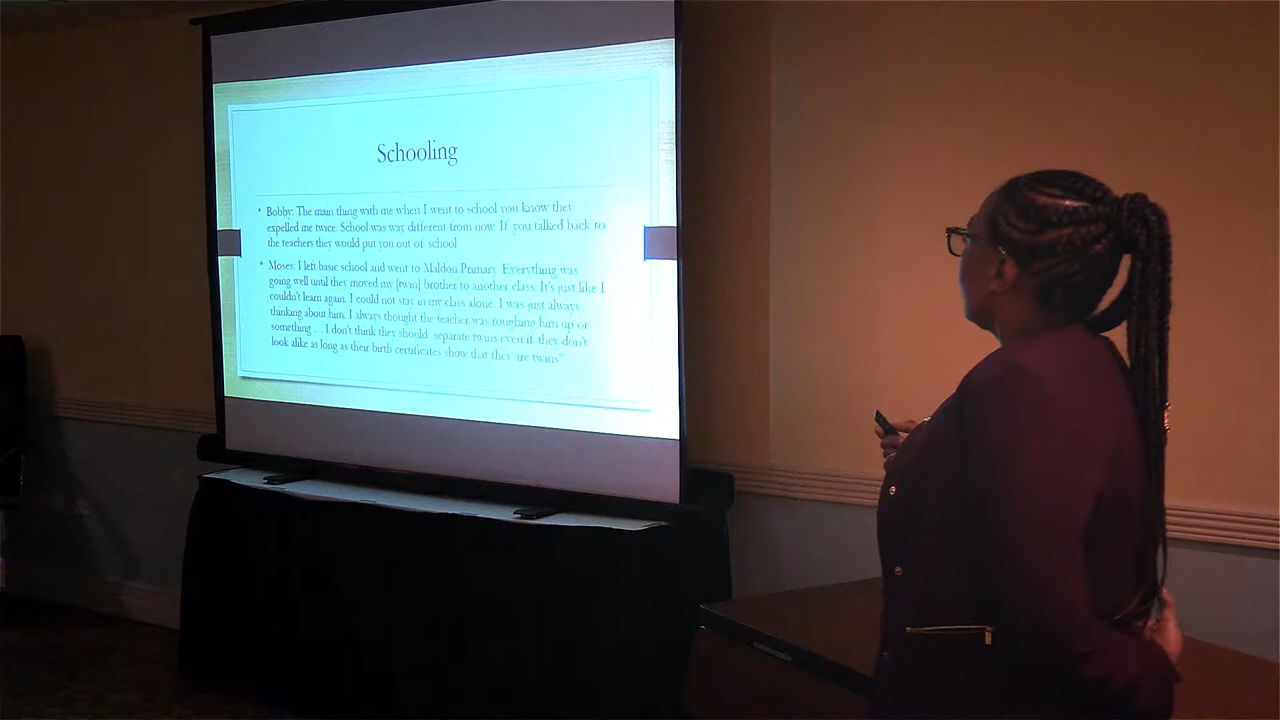 Schooling
• Bobby: The main thing with me when I went to school you know they
expelled me twice. School was way different from now. If you talked back to
the teachers they would put you out of school
• Moses: I left basic school and went to Maldon Primary. Everything was
going well until they moved my [twin] brother to another class. It's just like I
couldn't learn again. I could not stay in my class alone. I was just always
thinking about him. I always thought the teacher was roughing him up or
something … I don't think they should separate twins even if they don't
look alike as long as their birth certificates show that they are twins"